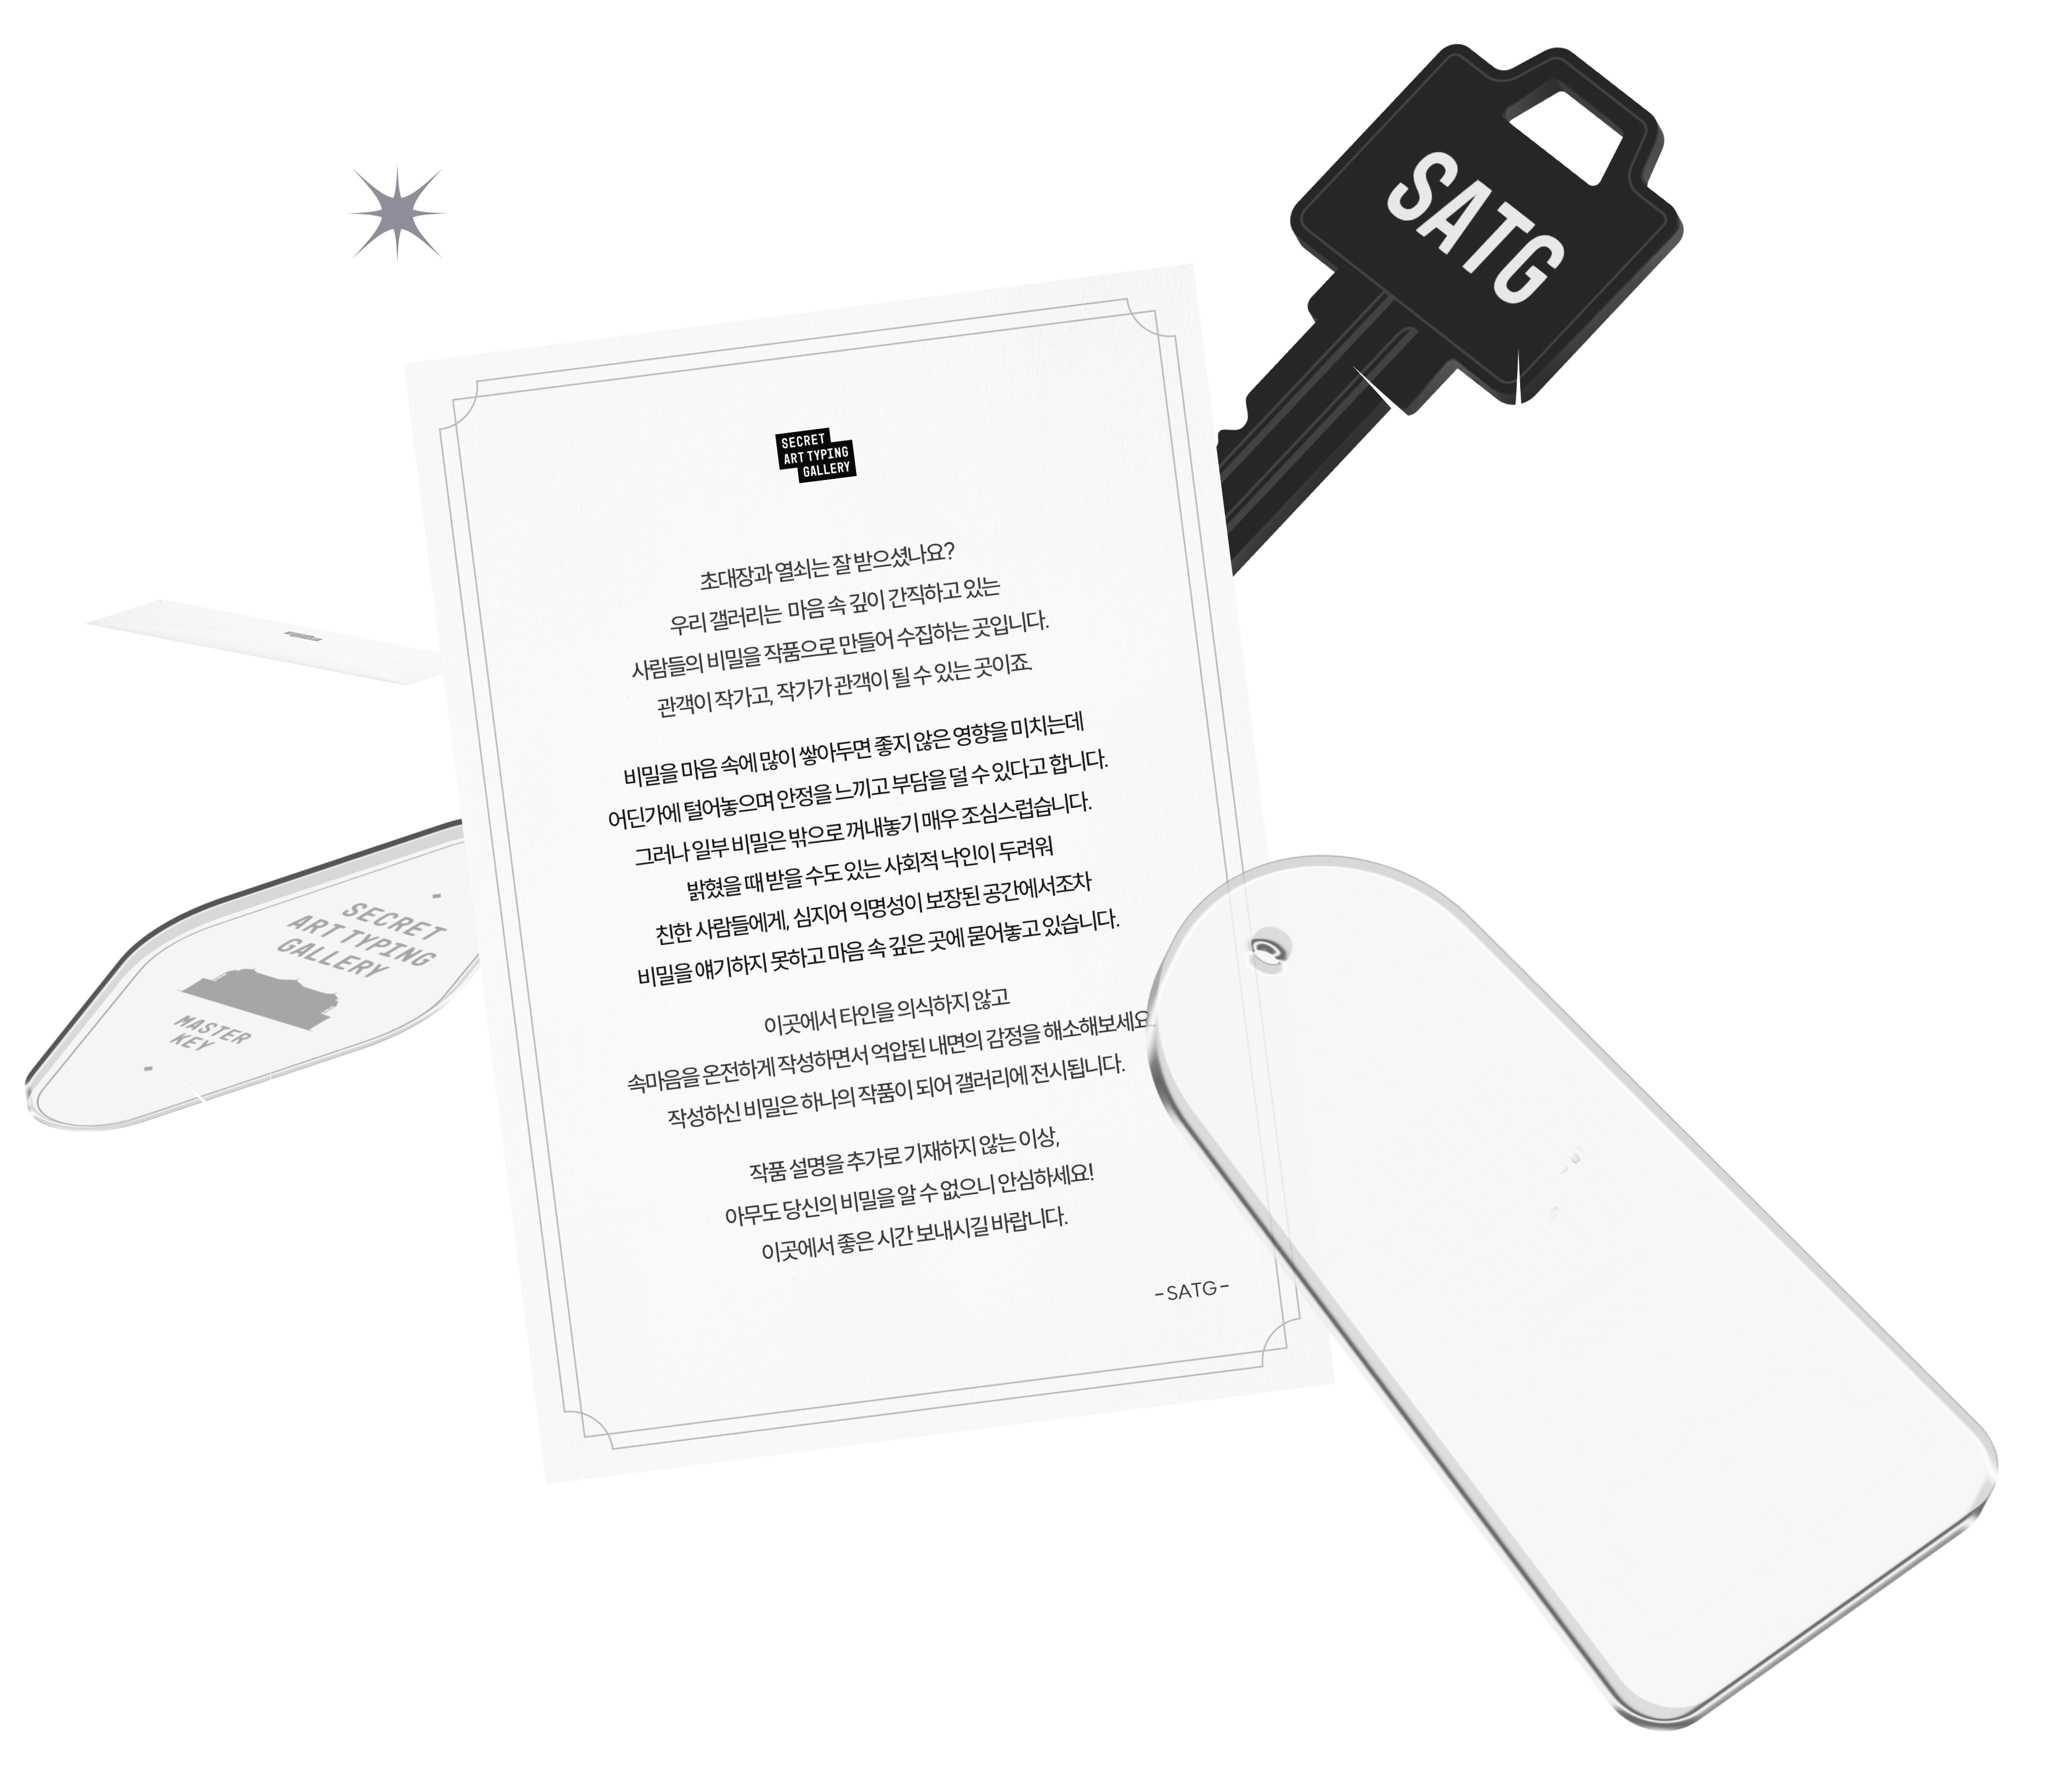 SATG
SECRET
ART TYPING
GALLERY
초대장과 열쇠는 잘 받으셨나요?
우리 갤러리는 마음 속 깊이 간직하고 있는
사람들의 비밀을 작품으로 만들어 수집하는 곳입니다.
관객이 작가고, 작가가 관객이 될 수 있는 곳이죠.
비밀을 마음 속에 많이 쌓아두면 좋지 않은 영향을 미치는데
어딘가에 털어놓으며 안정을 느끼고 부담을 덜 수 있다고 합니다.
그러나 일부 비밀은 밖으로 꺼내놓기 매우 조심스럽습니다.
밝혔을 때 받을 수도 있는 사회적 낙인이 두려워
친한 사람들에게, 심지어 익명성이 보장된 공간에서조차
비밀을 얘기하지 못하고 마음 속 깊은 곳에 묻어놓고 있습니다.
이곳에서 타인을 의식하지 않고
속마음을 온전하게 작성하면서 억압된 내면의 감정을 해소해보세요
작성하신 비밀은 하나의 작품이 되어 갤러리에 전시됩니다.
작품 설명을 추가로 기재하지 않는 이상,
아무도 당신의 비밀을 알 수 없으니 안심하세요!
이곳에서 좋은 시간 보내시길 바랍니다.
-SATG-
SECRET
ART TYPING
GALLERY
MASTER
KEY